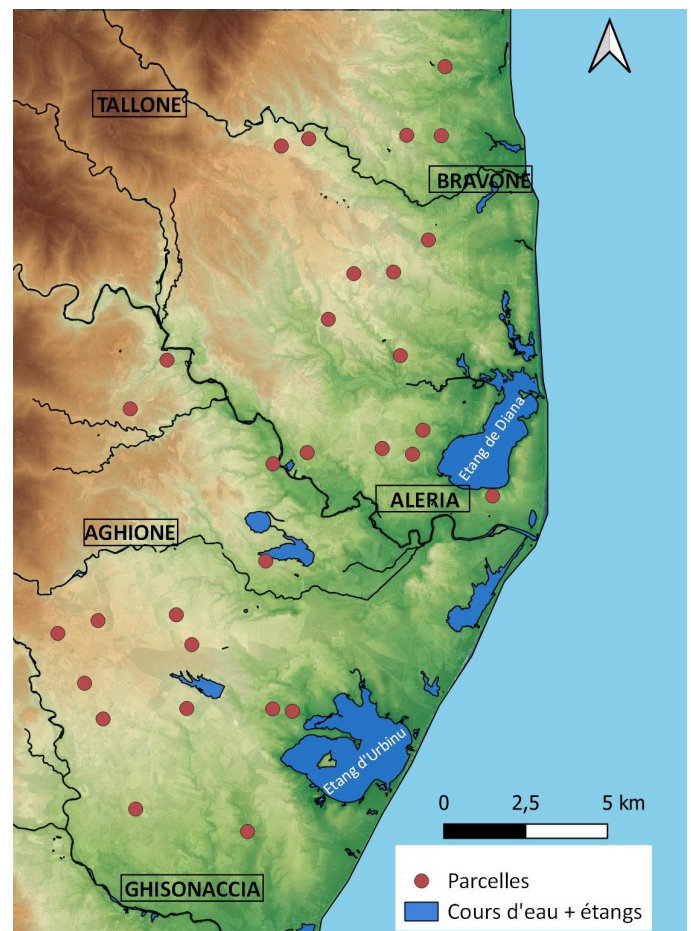 TALLONE
BRAVONE
Etang de Diana
ALERIA
AGHIONE
Etang d'Urbinu
0 2,5 5 km
GHISONACCIA
Parcelles
Cours d'eau + étangs